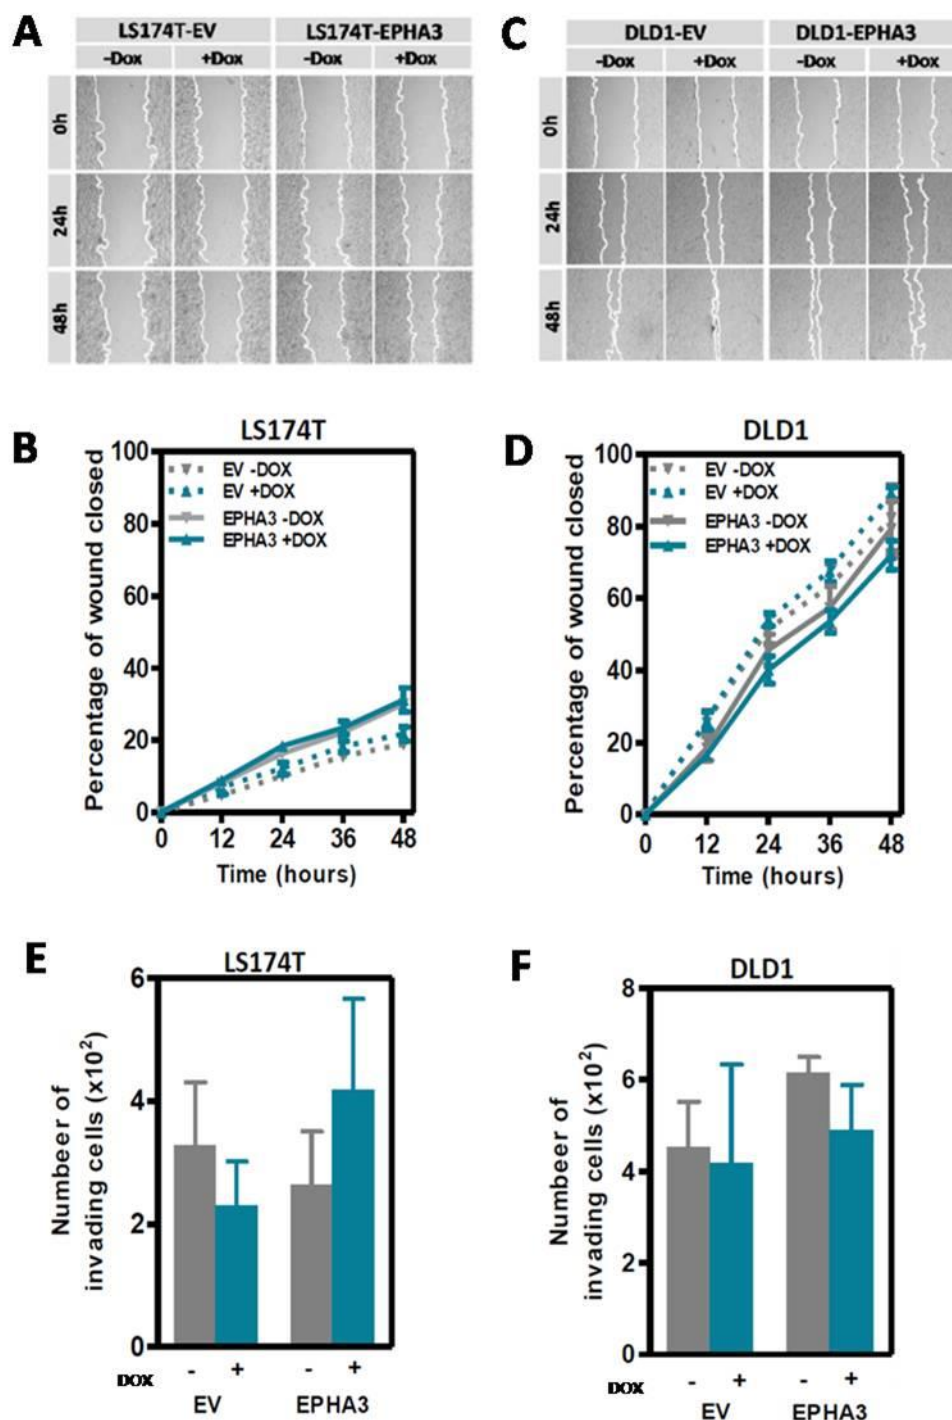 A
LS174T-EV LS174T-EPHA3
-Dox +Dox -Dox +Dox
0h
24h
48h
C
DLD1-EV DLD1-EPHA3
-Dox +Dox -Dox +Dox
0h
24h
48h
B
LS174T
Percentage of wound closed
100
80
60
40
20
0
EV -DOX
EV +DOX
EPHA3 -DOX
EPHA3 +DOX
0 12 24 36 48
Time (hours)
D
DLD1
Percentage of wound closed
100
80
60
40
20
0
EV -DOX
EV +DOX
EPHA3 -DOX
EPHA3 +DOX
0 12 24 36 48
Time (hours)
E
LS174T
Numbeer of
invading cells (x10²)
6
4
2
0
DOX - + - +
EV EPHA3
F
DLD1
Numbeer of
invading cells (x10²)
8
6
4
2
0
DOX - + - +
EV EPHA3